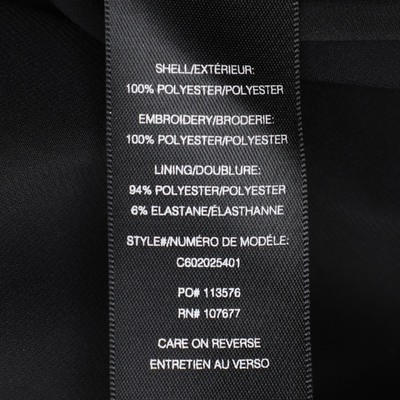 SHELL/EXTÉRIEUR:
100% POLYESTER/POLYESTER
EMBROIDERY/BRODERIE:
100% POLYESTER/POLYESTER
LINING/DOUBLURE:
94% POLYESTER/POLYESTER
6% ELASTANE/ÉLASTHANNE
STYLE#/NUMÉRO DE MODÉLE:
C602025401
PO# 113576
RN# 107677
CARE ON REVERSE
ENTRETIEN AU VERSO